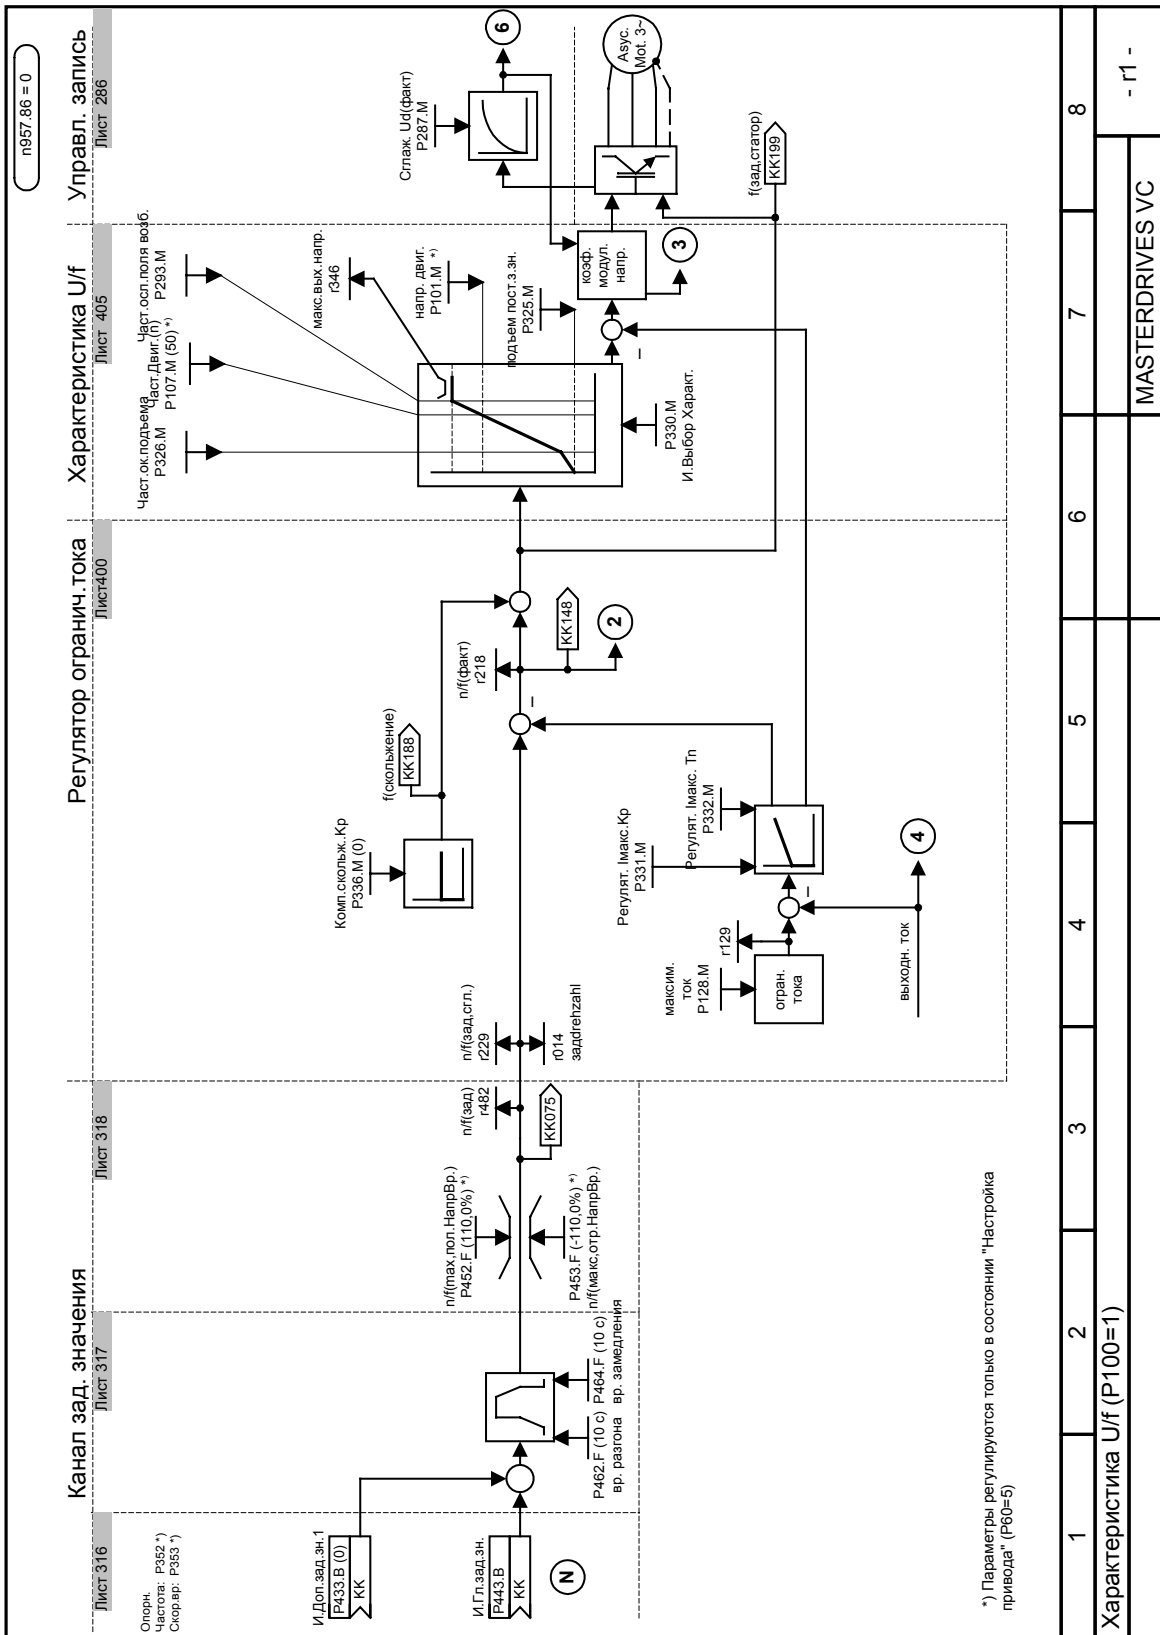 n957.86 = 0
Канал зад. значения
Регулятор огранич.тока
Характеристика U/f
Управл. запись
Лист 316
Лист 317
Лист 318
Лист400
Лист 405
Лист 286
Опорн.
Частота: P352 *)
Скор.вр: P353 *)
И.Доп.зад.зн.1
P433.B (0)
KK
И.Гл.зад.зн.
P443.B
KK
N
P462.F (10 с)
вр. разгона
P464.F (10 с)
вр. замедления
n/f(max,пол.НапрВр.)
P452.F (110,0%) *)
P453.F (-110,0%) *)
n/f(макс,отр.НапрВр.)
KK075
n/f(зад)
r482
n/f(зад,сгл.)
r229
r014
задdrehzahl
Комп.скольж..Kp
P336.M (0)
f(скольжение)
KK188
n/f(факт)
r218
KK148
2
–
максим.
ток
P128.M
огран.
тока
r129
–
выходн. ток
4
Регулят. Iмакс.Kp
P331.M
Регулят. Iмакс. Tn
P332.M
Част.ок.подъема
P326.M
Част.Двиг.(n)
P107.M (50) *)
Част.осл.поля возб.
P293.M
макс.вых.напр.
r346
напр. двиг.
P101.M *)
подъем пост.з.зн.
P325.M
P330.M
И.Выбор Характ.
–
коэф.
модул.
напр.
3
Сглаж. Ud(факт)
P287.M
6
Asyc.
Mot. 3~
f(зад,статор)
KK199
*) Параметры регулируются только в состоянии "Настройка
привода" (P60=5)
1 2 3 4 5 6 7 8
Характеристика U/f (P100=1)
MASTERDRIVES VC
- r1 -